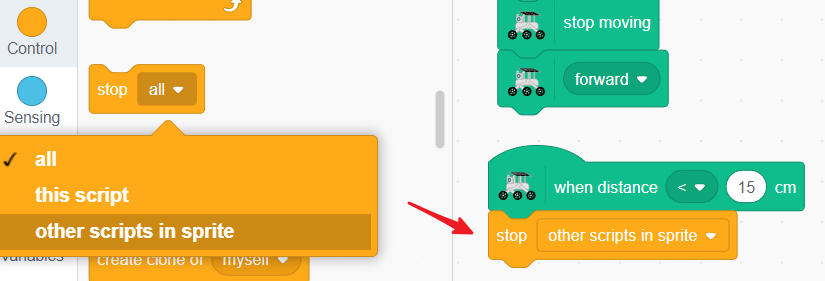 Control
Sensing
Variables
stop all
all
this script
other scripts in sprite
create clone of myself
stop moving
forward
when distance < 15 cm
stop other scripts in sprite